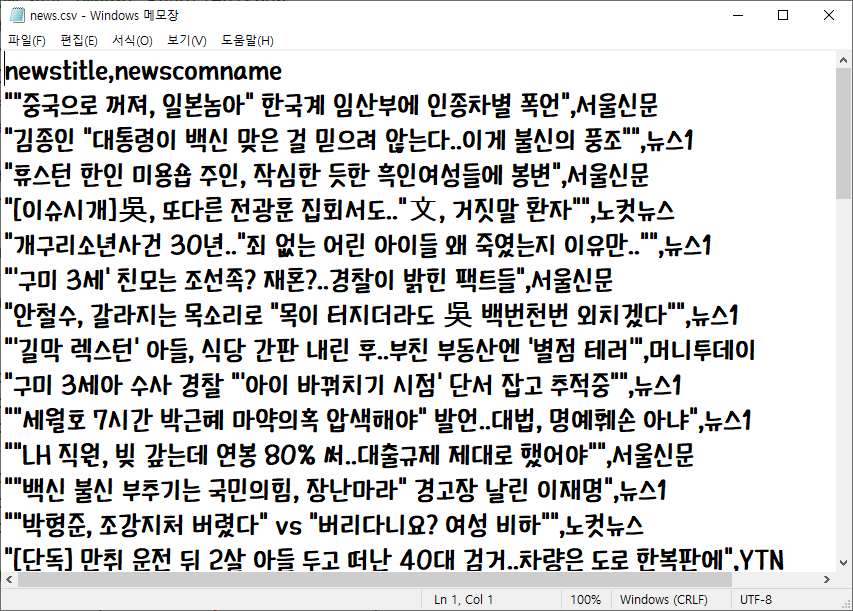 news.csv - Windows 메모장
파일(F) 편집(E) 서식(O) 보기(V) 도움말(H)
newstitle,newscomname
""중국으로 꺼져, 일본놈아" 한국계 임산부에 인종차별 폭언",서울신문
"김종인 "대통령이 백신 맞은 걸 믿으려 않는다..이게 불신의 풍조"",뉴스1
"휴스턴 한인 미용숍 주인, 작심한 듯한 흑인여성들에 봉변",서울신문
"[이슈시개]吳, 또다른 전광훈 집회서도.."文, 거짓말 환자"",노컷뉴스
"개구리소년사건 30년.."죄 없는 어린 아이들 왜 죽였는지 이유만.."",뉴스1
"'구미 3세' 친모는 조선족? 재혼?..경찰이 밝힌 팩트들",서울신문
"안철수, 갈라지는 목소리로 "목이 터지더라도 吳 백번천번 외치겠다"",뉴스1
"'길막 렉스턴' 아들, 식당 간판 내린 후..부친 부동산엔 '별점 테러'",머니투데이
"구미 3세아 수사 경찰 "'아이 바꿔치기 시점' 단서 잡고 추적중"",뉴스1
""세월호 7시간 박근혜 마약의혹 압색해야" 발언..대법, 명예훼손 아냐",뉴스1
""LH 직원, 빚 갚는데 연봉 80% 써..대출규제 제대로 했어야"",서울신문
""백신 불신 부추기는 국민의힘, 장난마라" 경고장 날린 이재명",뉴스1
""박형준, 조강지처 버렸다" vs "버리다니요? 여성 비하"",노컷뉴스
"[단독] 만취 운전 뒤 2살 아들 두고 떠난 40대 검거..차량은 도로 한복판에",YTN
Ln 1, Col 1 100% Windows (CRLF) UTF-8